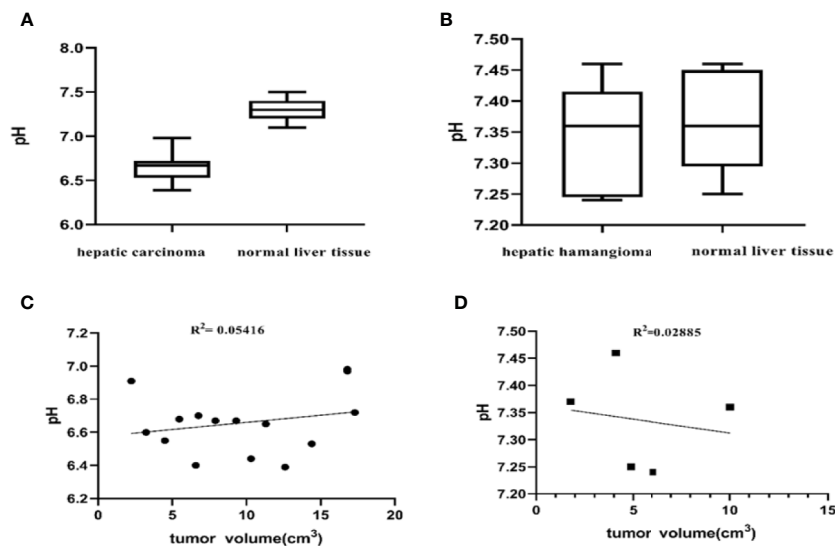 A
8.0
7.5
7.0
6.5
6.0
pH
hepatic carcinoma normal liver tissue
B
7.50
7.45
7.40
7.35
7.30
7.25
7.20
pH
hepatic hamangioma normal liver tissue
C
R²= 0.05416
7.2
7.0
6.8
6.6
6.4
6.2
pH
0 5 10 15 20
tumor volume(cm³)
D
R²=0.02885
7.50
7.45
7.40
7.35
7.30
7.25
7.20
pH
0 5 10 15
tumor volume(cm³)